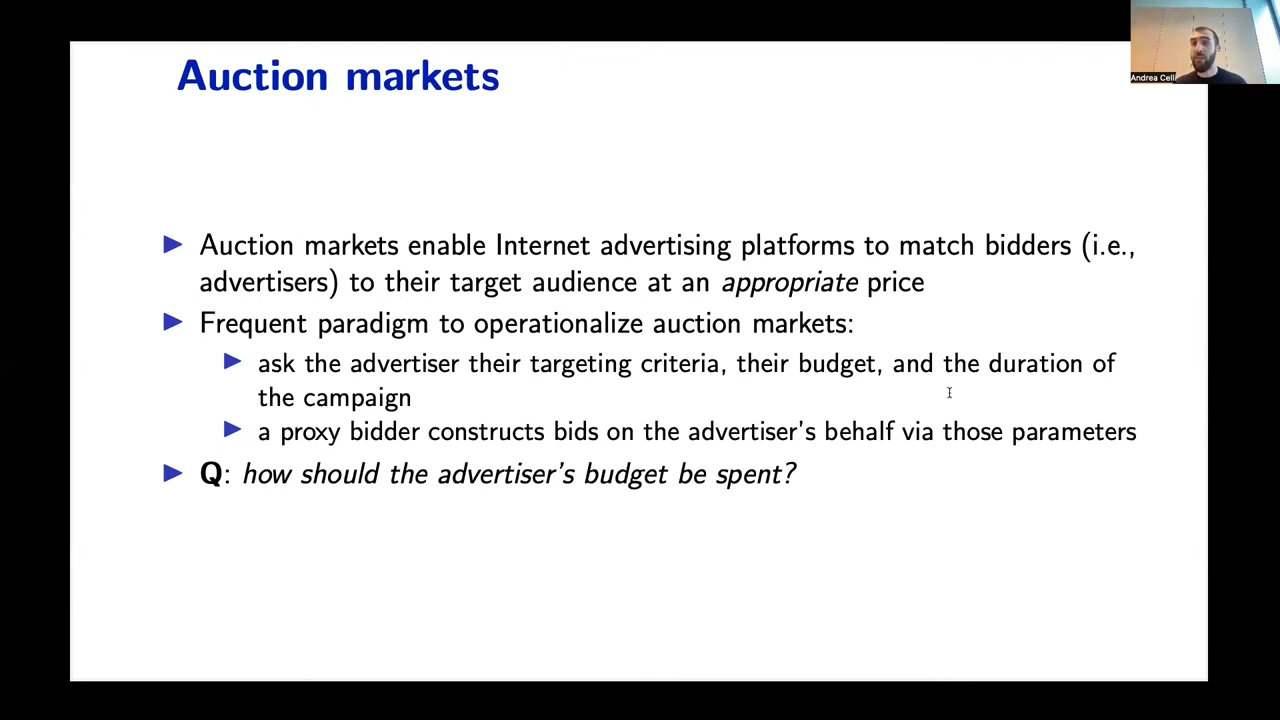 Auction markets
Andrea Celli
▶ Auction markets enable Internet advertising platforms to match bidders (i.e.,
advertisers) to their target audience at an appropriate price
▶ Frequent paradigm to operationalize auction markets:
▶ ask the advertiser their targeting criteria, their budget, and the duration of
the campaign
▶ a proxy bidder constructs bids on the advertiser's behalf via those parameters
▶ Q: how should the advertiser's budget be spent?